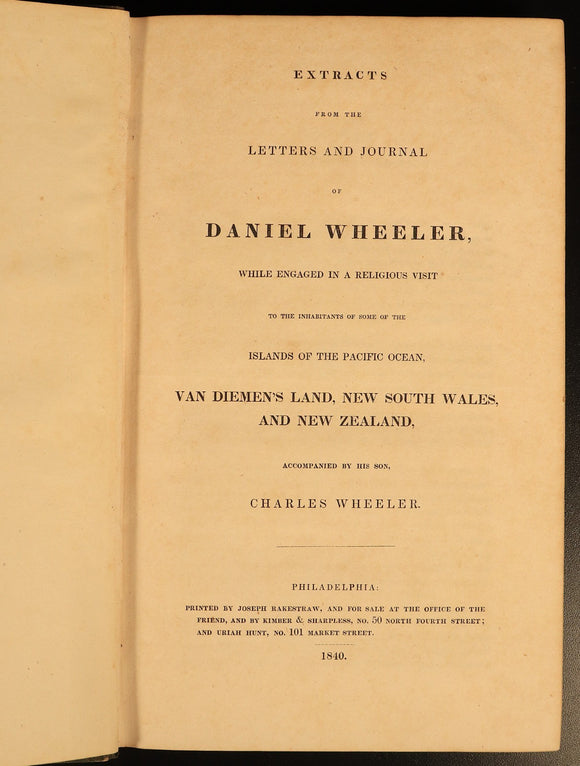 EXTRACTS
FROM THE
LETTERS AND JOURNAL
OF
DANIEL WHEELER,
WHILE ENGAGED IN A RELIGIOUS VISIT
TO THE INHABITANTS OF SOME OF THE
ISLANDS OF THE PACIFIC OCEAN,
VAN DIEMEN'S LAND, NEW SOUTH WALES,
AND NEW ZEALAND,
ACCOMPANIED BY HIS SON,
CHARLES WHEELER.
PHILADELPHIA:
PRINTED BY JOSEPH RAKESTRAW, AND FOR SALE AT THE OFFICE OF THE
FRIEND, AND BY KIMBER & SHARPLESS, NO. 50 NORTH FOURTH STREET;
AND URIAH HUNT, NO. 101 MARKET STREET.
1840.